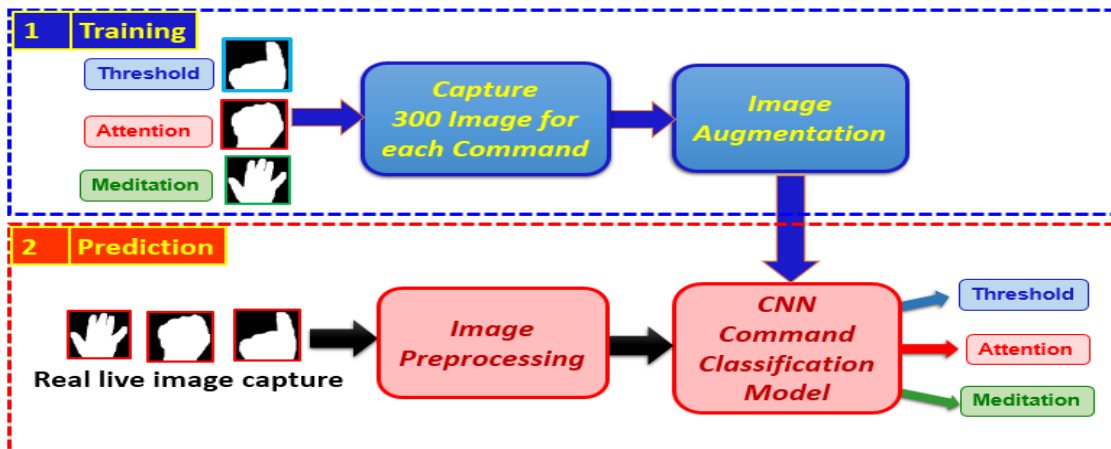 1 Training
Threshold
Attention
Meditation
Capture
300 Image for
each Command
Image
Augmentation
2 Prediction
Real live image capture
Image
Preprocessing
CNN
Command
Classification
Model
Threshold
Attention
Meditation